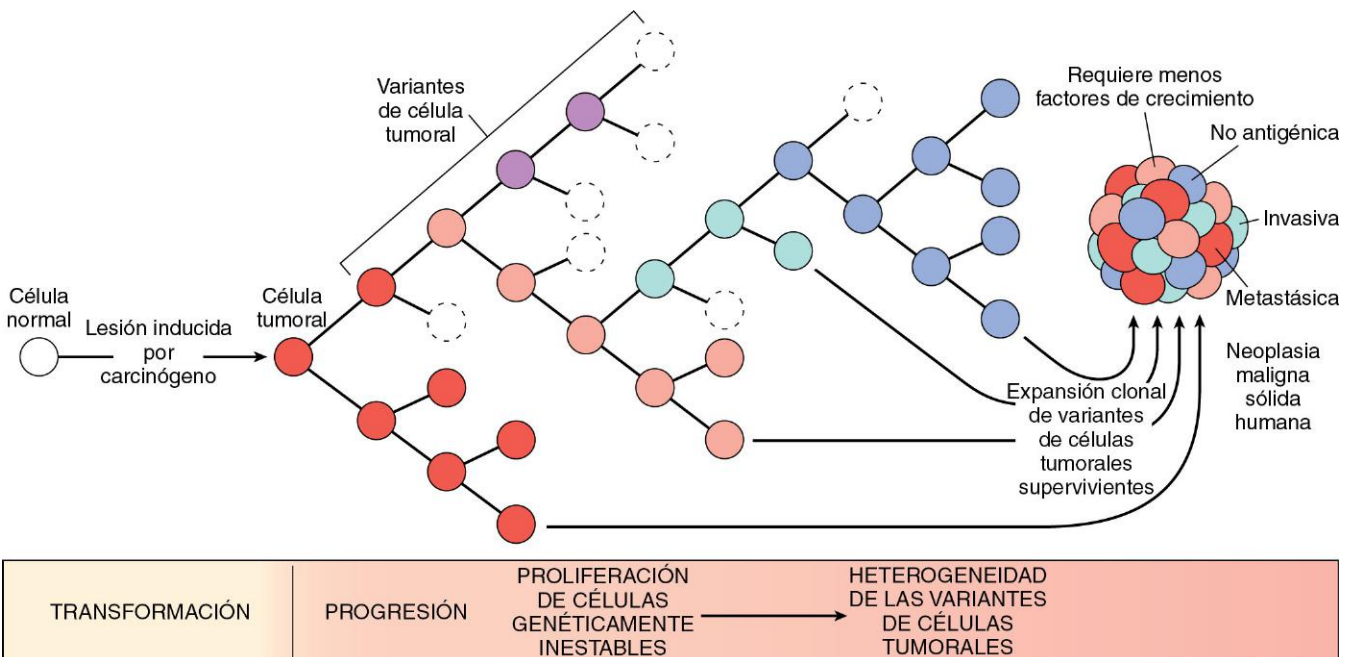 Variantes
de célula
tumoral
Requiere menos
factores de crecimiento
No antigénica
Invasiva
Metastásica
Célula
normal
Lesión inducida
por
carcinógeno
Célula
tumoral
Expansión clonal
de variantes
de células
tumorales
supervivientes
Neoplasia
maligna
sólida
humana
TRANSFORMACIÓN
PROGRESIÓN
PROLIFERACIÓN
DE CÉLULAS
GENÉTICAMENTE
INESTABLES
HETEROGENEIDAD
DE LAS VARIANTES
DE CÉLULAS
TUMORALES